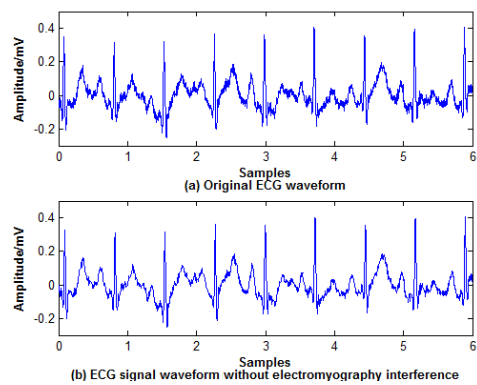 Amplitude/mV
0.4
0.2
0
-0.2
0 1 2 3 4 5 6
Samples
(a) Original ECG waveform
Amplitude/mV
0.4
0.2
0
-0.2
0 1 2 3 4 5 6
Samples
(b) ECG signal waveform without electromyography interference